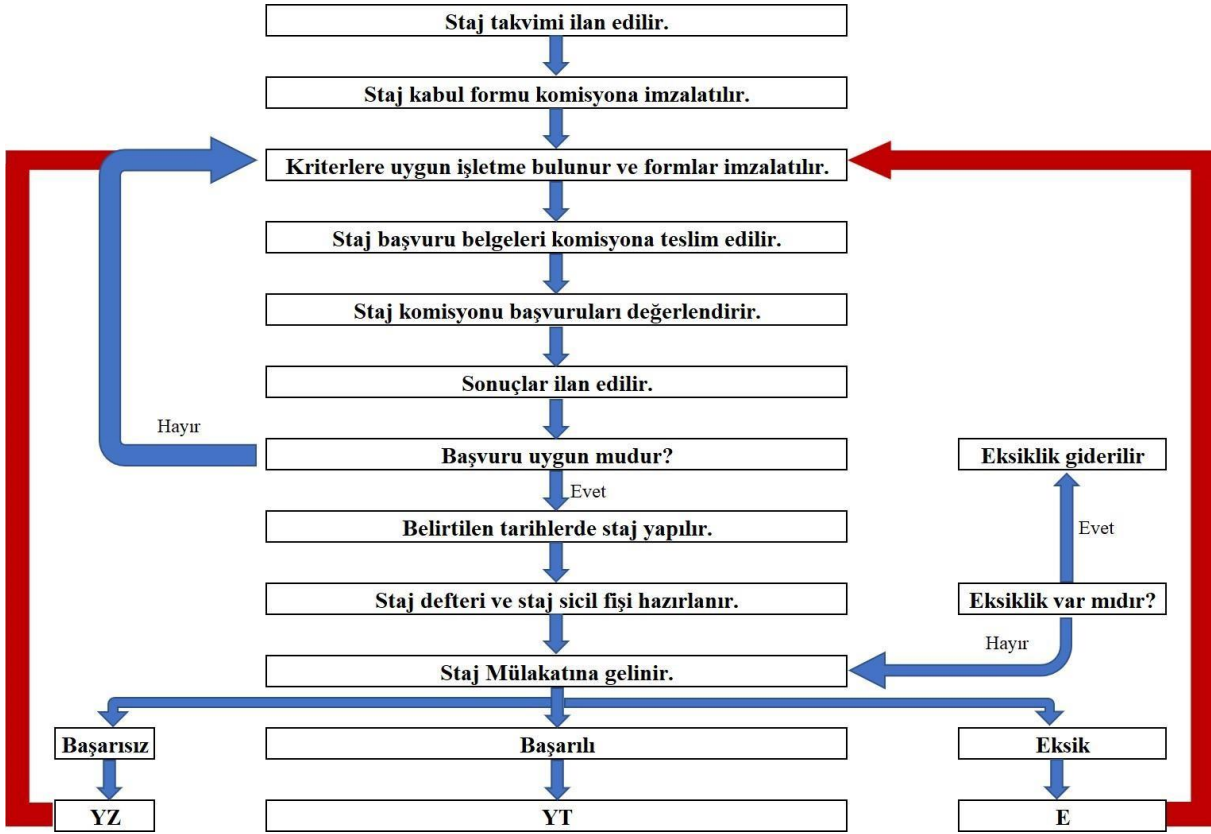 Staj takvimi ilan edilir.
Staj kabul formu komisyona imzalatılır.
Kriterlere uygun işletme bulunur ve formlar imzalatılır.
Staj başvuru belgeleri komisyona teslim edilir.
Staj komisyonu başvuruları değerlendirir.
Sonuçlar ilan edilir.
Hayır
Başvuru uygun mudur?
Eksiklik giderilir
Evet
Belirtilen tarihlerde staj yapılır.
Evet
Staj defteri ve staj sicil fişi hazırlanır.
Eksiklik var mıdır?
Hayır
Staj Mülakatına gelinir.
Başarısız
Başarılı
Eksik
YZ
YT
E